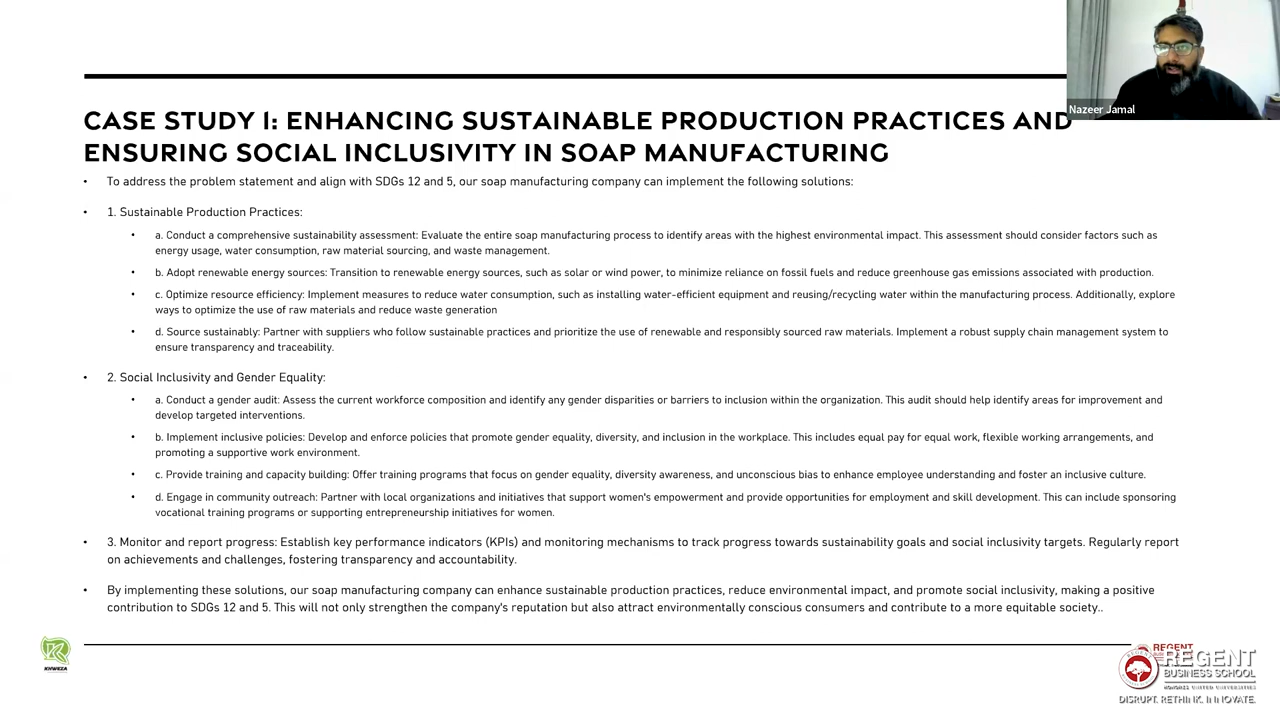 Nazeer Jamal
CASE STUDY 1: ENHANCING SUSTAINABLE PRODUCTION PRACTICES AND
ENSURING SOCIAL INCLUSIVITY IN SOAP MANUFACTURING
• To address the problem statement and align with SDGs 12 and 5, our soap manufacturing company can implement the following solutions:
• 1. Sustainable Production Practices:
• a. Conduct a comprehensive sustainability assessment: Evaluate the entire soap manufacturing process to identify areas with the highest environmental impact. This assessment should consider factors such as
energy usage, water consumption, raw material sourcing, and waste management.
• b. Adopt renewable energy sources: Transition to renewable energy sources, such as solar or wind power, to minimize reliance on fossil fuels and reduce greenhouse gas emissions associated with production.
• c. Optimize resource efficiency: Implement measures to reduce water consumption, such as installing water-efficient equipment and reusing/recycling water within the manufacturing process. Additionally, explore
ways to optimize the use of raw materials and reduce waste generation
• d. Source sustainably: Partner with suppliers who follow sustainable practices and prioritize the use of renewable and responsibly sourced raw materials. Implement a robust supply chain management system to
ensure transparency and traceability.
• 2. Social Inclusivity and Gender Equality:
• a. Conduct a gender audit: Assess the current workforce composition and identify any gender disparities or barriers to inclusion within the organization. This audit should help identify areas for improvement and
develop targeted interventions.
• b. Implement inclusive policies: Develop and enforce policies that promote gender equality, diversity, and inclusion in the workplace. This includes equal pay for equal work, flexible working arrangements, and
promoting a supportive work environment.
• c. Provide training and capacity building: Offer training programs that focus on gender equality, diversity awareness, and unconscious bias to enhance employee understanding and foster an inclusive culture.
• d. Engage in community outreach: Partner with local organizations and initiatives that support women's empowerment and provide opportunities for employment and skill development. This can include sponsoring
vocational training programs or supporting entrepreneurship initiatives for women.
• 3. Monitor and report progress: Establish key performance indicators (KPIs) and monitoring mechanisms to track progress towards sustainability goals and social inclusivity targets. Regularly report
on achievements and challenges, fostering transparency and accountability.
• By implementing these solutions, our soap manufacturing company can enhance sustainable production practices, reduce environmental impact, and promote social inclusivity, making a positive
contribution to SDGs 12 and 5. This will not only strengthen the company's reputation but also attract environmentally conscious consumers and contribute to a more equitable society..
KHWEZA
REGENT
REGENT
BUSINESS SCHOOL
DISRUPT. RETHINK. INNOVATE.